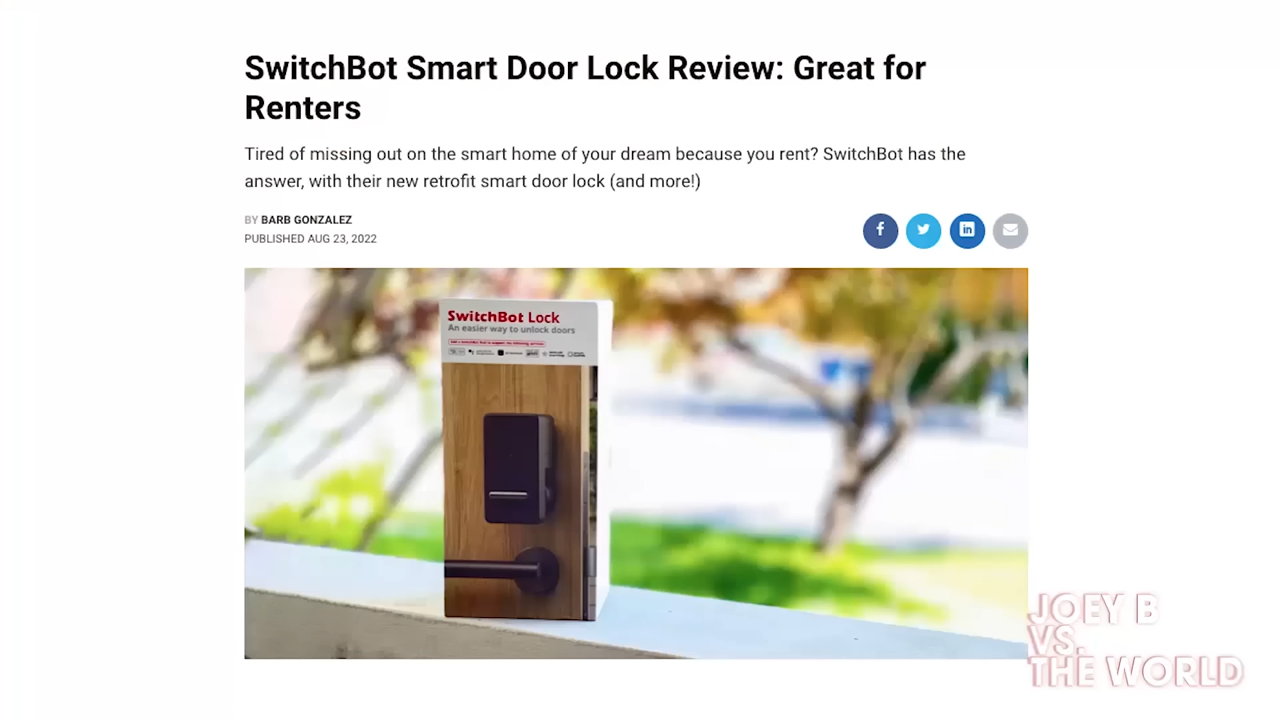 SwitchBot Smart Door Lock Review: Great for
Renters
Tired of missing out on the smart home of your dream because you rent? SwitchBot has the
answer, with their new retrofit smart door lock (and more!)
BY BARB GONZALEZ
PUBLISHED AUG 23, 2022
SwitchBot Lock
An easier way to unlock doors
JOEY B
VS.
THE WORLD